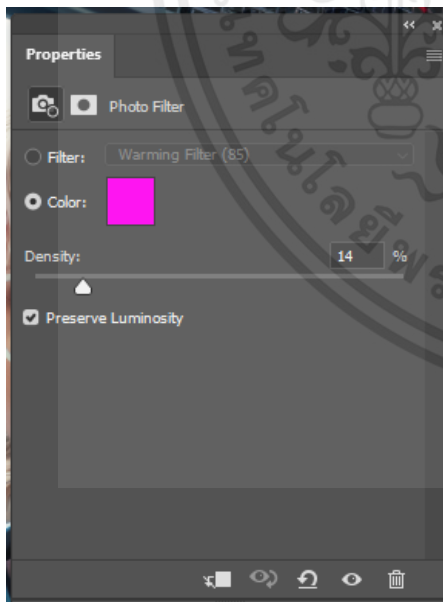 Properties
Photo Filter
Filter: Warming Filter (85)
Color:
Density: 14 %
Preserve Luminosity